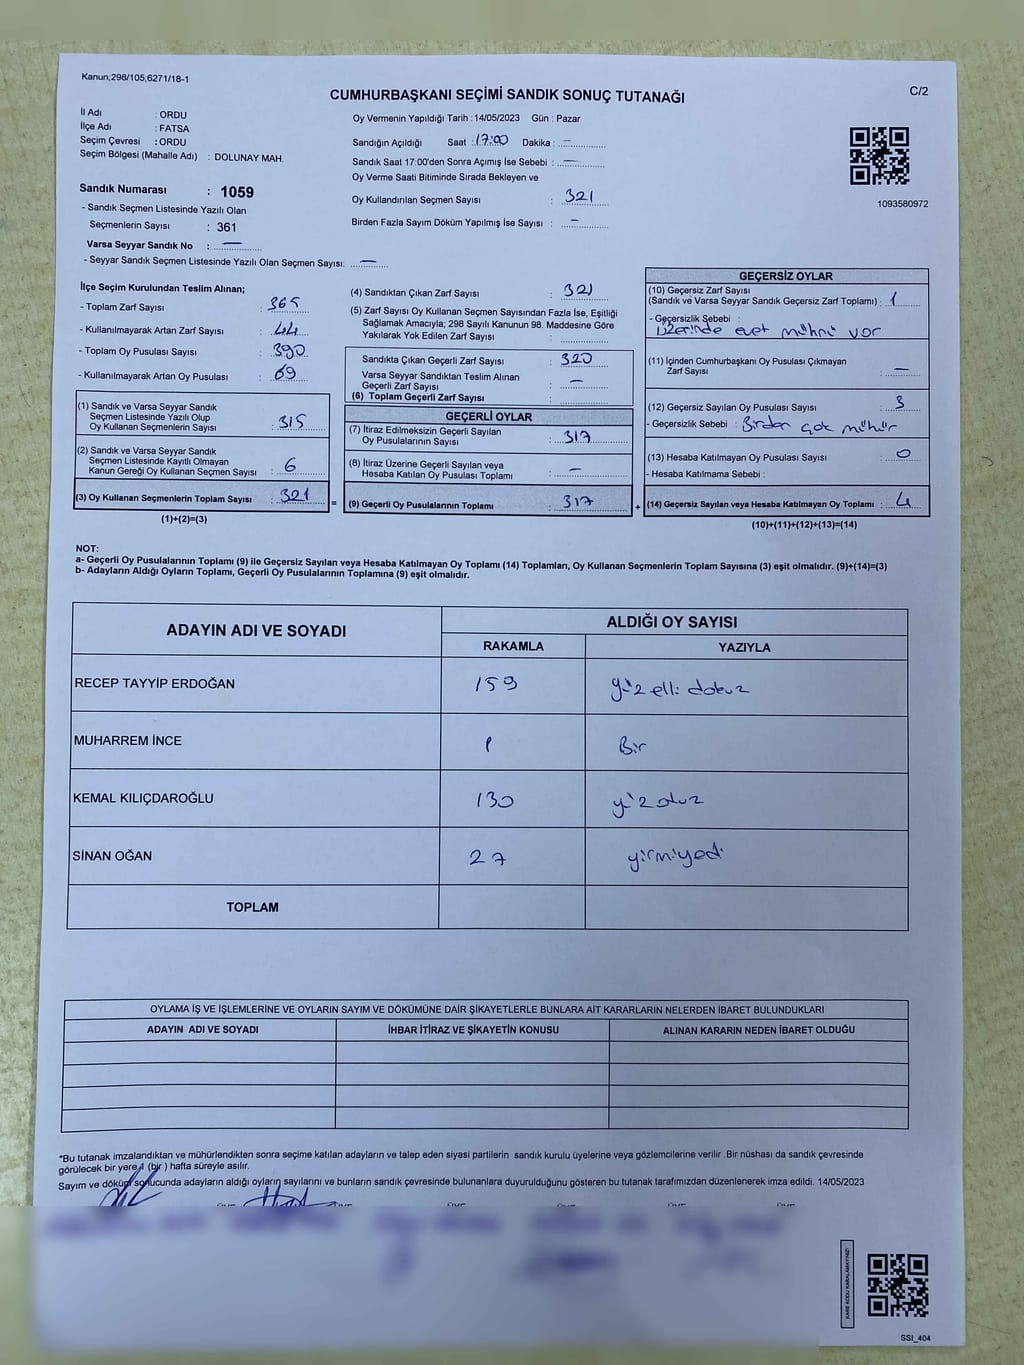 Kanun;298/105,6271/18-1
C/2
CUMHURBAŞKANI SEÇİMİ SANDIK SONUÇ TUTANAĞI
İl Adı : ORDU
İlçe Adı : FATSA
Seçim Çevresi : ORDU
Seçim Bölgesi (Mahalle Adı) : DOLUNAY MAH.
Sandık Numarası : 1059
- Sandık Seçmen Listesinde Yazılı Olan
Seçmenlerin Sayısı : 361
Varsa Seyyar Sandık No : —
- Seyyar Sandık Seçmen Listesinde Yazılı Olan Seçmen Sayısı: —
Oy Vermenin Yapıldığı Tarih : 14/05/2023 Gün : Pazar
Sandığın Açıldığı Saat : 17:00 Dakika : —
Sandık Saat 17:00'den Sonra Açımış İse Sebebi : —
Oy Verme Saati Bitiminde Sırada Bekleyen ve
Oy Kullandırılan Seçmen Sayısı : 321
Birden Fazla Sayım Döküm Yapılmış İse Sayısı : —
1093580972
İlçe Seçim Kurulundan Teslim Alınan;
- Toplam Zarf Sayısı : 365
- Kullanılmayarak Artan Zarf Sayısı : 44
- Toplam Oy Pusulası Sayısı : 390
- Kullanılmayarak Artan Oy Pusulası : 69
(1) Sandık ve Varsa Seyyar Sandık
Seçmen Listesinde Yazılı Olup
Oy Kullanan Seçmenlerin Sayısı : 315
(2) Sandık ve Varsa Seyyar Sandık
Seçmen Listesinde Kayıtlı Olmayan
Kanun Gereği Oy Kullanan Seçmen Sayısı : 6
(3) Oy Kullanan Seçmenlerin Toplam Sayısı : 321
(1)+(2)=(3)
=
(4) Sandıktan Çıkan Zarf Sayısı : 321
(5) Zarf Sayısı Oy Kullanan Seçmen Sayısından Fazla İse, Eşitliği
Sağlamak Amacıyla; 298 Sayılı Kanunun 98. Maddesine Göre
Yakılarak Yok Edilen Zarf Sayısı :
Sandıkta Çıkan Geçerli Zarf Sayısı : 320
Varsa Seyyar Sandıktan Teslim Alınan
Geçerli Zarf Sayısı : —
(6) Toplam Geçerli Zarf Sayısı :
GEÇERLİ OYLAR
(7) İtiraz Edilmeksizin Geçerli Sayılan
Oy Pusulalarının Sayısı : 317
(8) İtiraz Üzerine Geçerli Sayılan veya
Hesaba Katılan Oy Pusulası Toplamı : —
(9) Geçerli Oy Pusulalarının Toplamı : 317
+
GEÇERSİZ OYLAR
(10) Geçersiz Zarf Sayısı
(Sandık ve Varsa Seyyar Sandık Geçersiz Zarf Toplamı) : 1
- Geçersizlik Sebebi :
üzerinde evet mühürü var
(11) İçinden Cumhurbaşkanı Oy Pusulası Çıkmayan
Zarf Sayısı : —
(12) Geçersiz Sayılan Oy Pusulası Sayısı : 3
- Geçersizlik Sebebi : Birden çok mühür
(13) Hesaba Katılmayan Oy Pusulası Sayısı : 0
- Hesaba Katılmama Sebebi :
(14) Geçersiz Sayılan veya Hesaba Katılmayan Oy Toplamı : 4
(10)+(11)+(12)+(13)=(14)
NOT:
a- Geçerli Oy Pusulalarının Toplamı (9) ile Geçersiz Sayılan veya Hesaba Katılmayan Oy Toplamı (14) Toplamları, Oy Kullanan Seçmenlerin Toplam Sayısına (3) eşit olmalıdır. (9)+(14)=(3)
b- Adayların Aldığı Oyların Toplamı, Geçerli Oy Pusulalarının Toplamına (9) eşit olmalıdır.
ADAYIN ADI VE SOYADI
ALDIĞI OY SAYISI
RAKAMLA YAZIYLA
RECEP TAYYİP ERDOĞAN 159 yüz elli dokuz
MUHARREM İNCE 1 Bir
KEMAL KILIÇDAROĞLU 130 yüz otuz
SİNAN OĞAN 27 yirmiyedi
TOPLAM
OYLAMA İŞ VE İŞLEMLERİNE VE OYLARIN SAYIM VE DÖKÜMÜNE DAİR ŞİKAYETLERLE BUNLARA AİT KARARLARIN NELERDEN İBARET BULUNDUKLARI
ADAYIN ADI VE SOYADI İHBAR İTİRAZ VE ŞİKAYETİN KONUSU ALINAN KARARIN NEDEN İBARET OLDUĞU
*Bu tutanak imzalandıktan ve mühürlendikten sonra seçime katılan adayların ve talep eden siyasi partilerin sandık kurulu üyelerine veya gözlemcilerine verilir .Bir nüshası da sandık çevresinde
görülecek bir yere 1 (bir ) hafta süreyle asılır.
Sayım ve döküm sonucunda adayların aldığı oyların sayılarını ve bunların sandık çevresinde bulunanlara duyurulduğunu gösteren bu tutanak tarafımızdan düzenlenerek imza edildi. 14/05/2023
KARE KODU KARALAMAYINIZ!
SSI_404